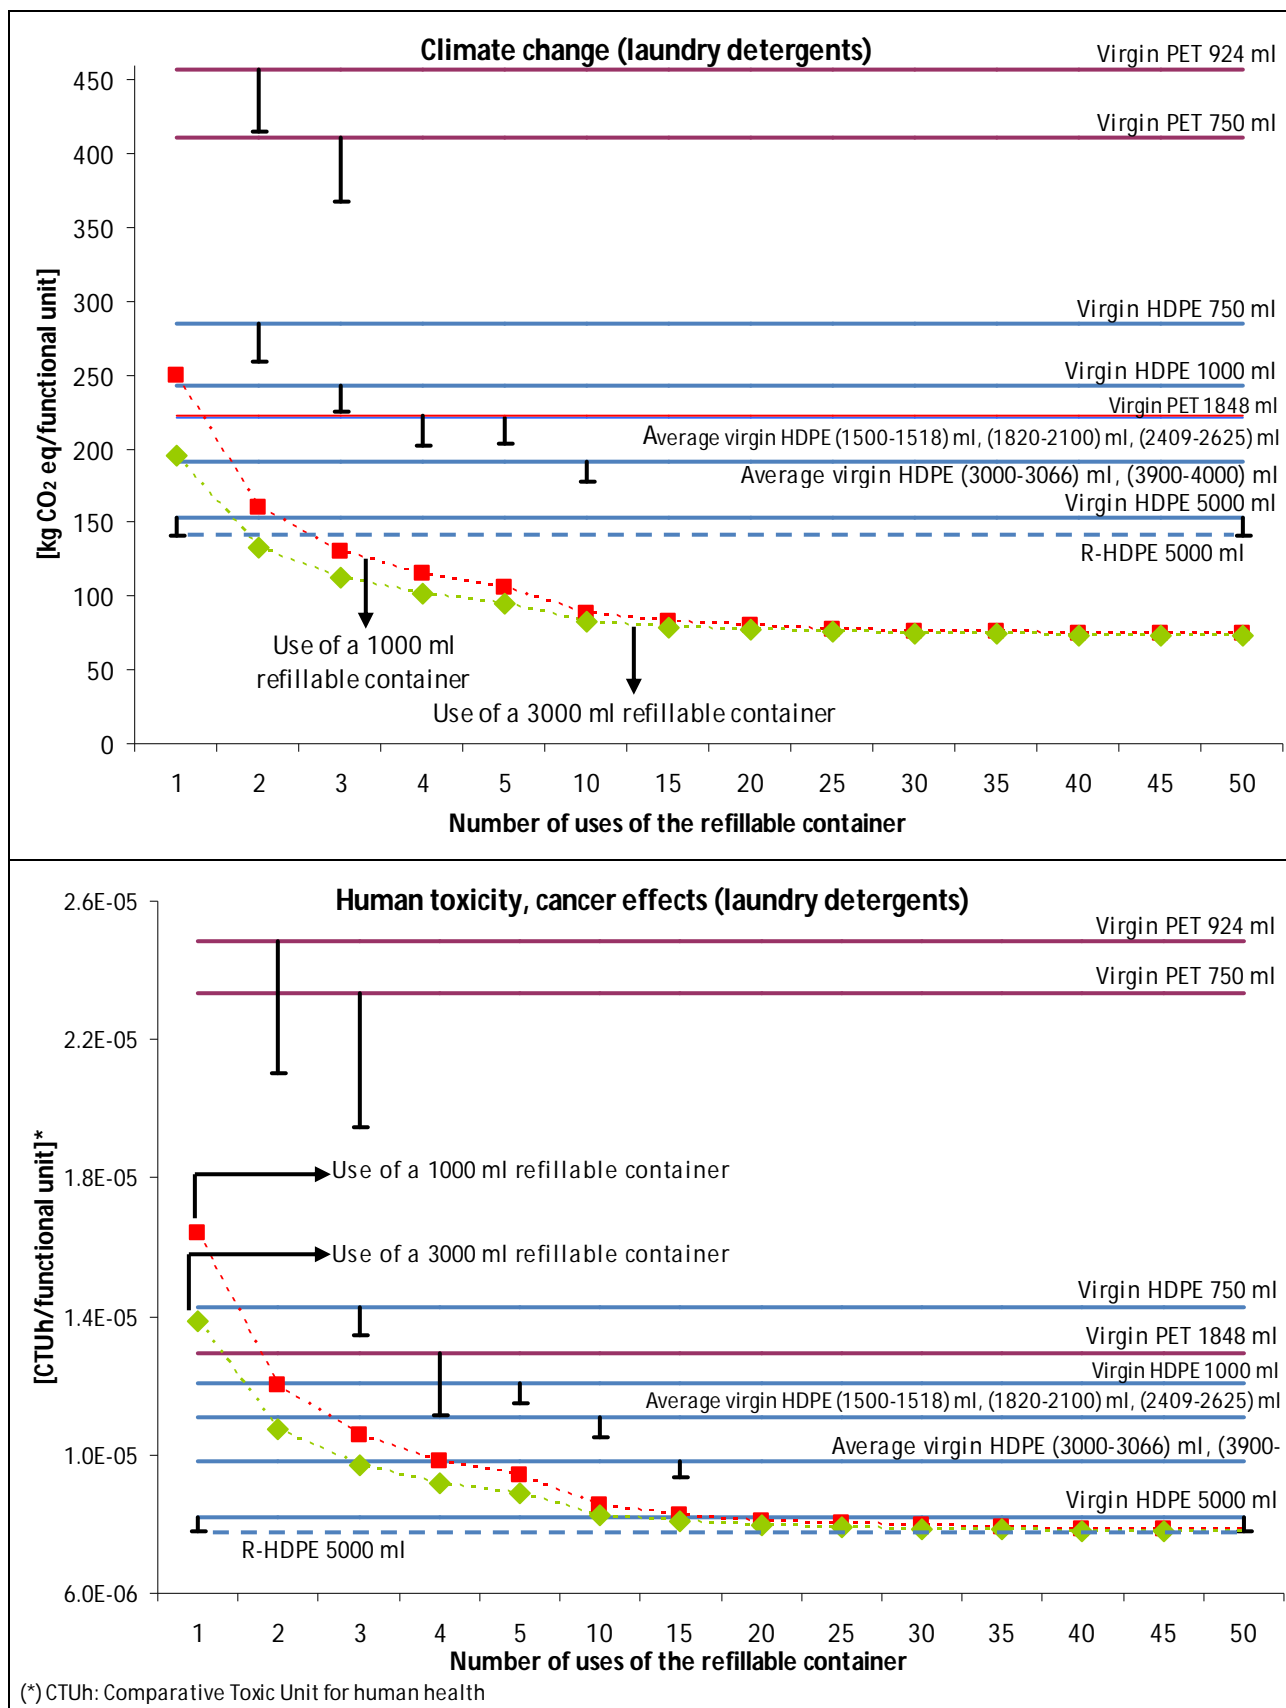 Climate change (laundry detergents)
[kg CO2 eq/functional unit]
450
400
350
300
250
200
150
100
50
0
Virgin PET 924 ml
Virgin PET 750 ml
Virgin HDPE 750 ml
Virgin HDPE 1000 ml
Virgin PET 1848 ml
Average virgin HDPE (1500-1518) ml, (1820-2100) ml, (2409-2625) ml
Average virgin HDPE (3000-3066) ml, (3900-4000) ml
Virgin HDPE 5000 ml
R-HDPE 5000 ml
Use of a 1000 ml
refillable container
Use of a 3000 ml refillable container
1 2 3 4 5 10 15 20 25 30 35 40 45 50
Number of uses of the refillable container
Human toxicity, cancer effects (laundry detergents)
[CTUh/functional unit]*
2.6E-05
2.2E-05
1.8E-05
1.4E-05
1.0E-05
6.0E-06
Virgin PET 924 ml
Virgin PET 750 ml
Use of a 1000 ml refillable container
Use of a 3000 ml refillable container
Virgin HDPE 750 ml
Virgin PET 1848 ml
Virgin HDPE 1000 ml
Average virgin HDPE (1500-1518) ml, (1820-2100) ml, (2409-2625) ml
Average virgin HDPE (3000-3066) ml, (3900-
Virgin HDPE 5000 ml
R-HDPE 5000 ml
1 2 3 4 5 10 15 20 25 30 35 40 45 50
Number of uses of the refillable container
(*) CTUh: Comparative Toxic Unit for human health